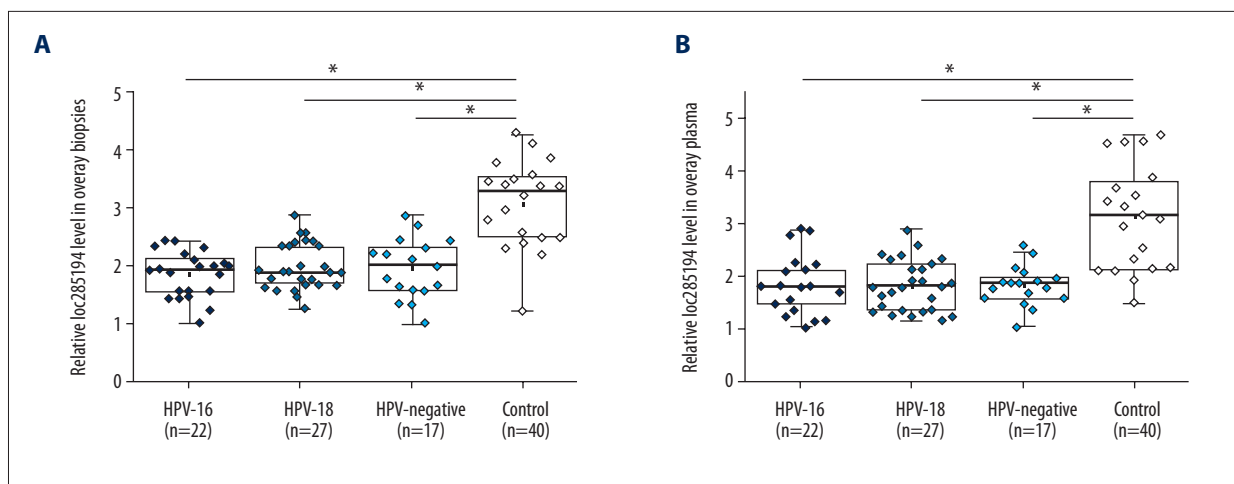 A
*
*
*
Relative loc285194 level in overay biopsies
5
4
3
2
1
0
HPV-16
(n=22)
HPV-18
(n=27)
HPV-negative
(n=17)
Control
(n=40)
B
*
*
*
Relative loc285194 level in overay plasma
5
4
3
2
1
0
HPV-16
(n=22)
HPV-18
(n=27)
HPV-negative
(n=17)
Control
(n=40)